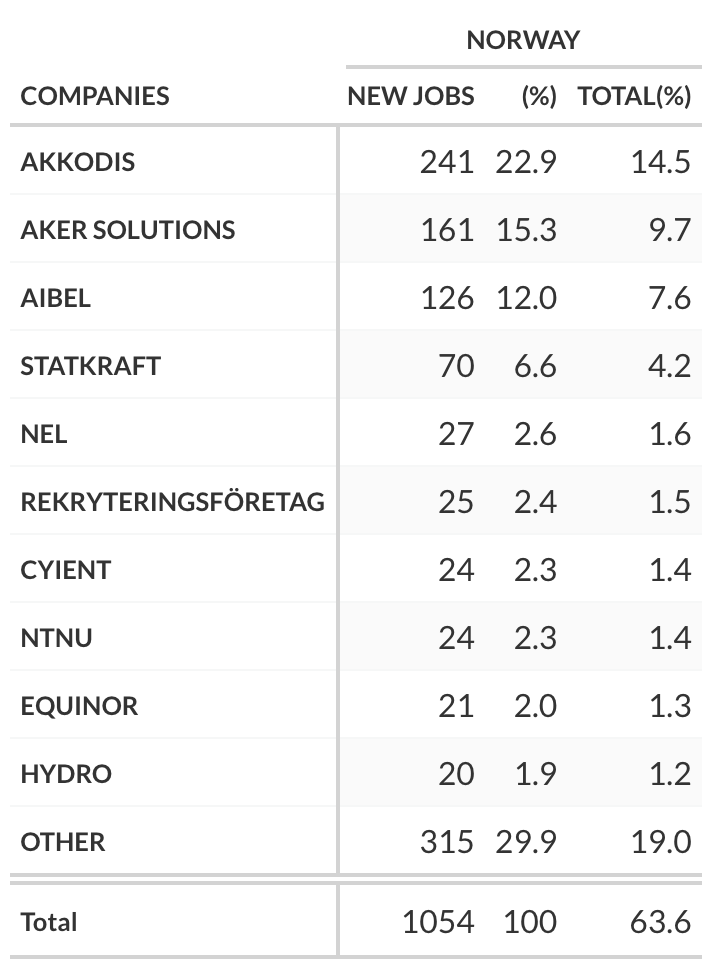 NORWAY
COMPANIES NEW JOBS (%) TOTAL(%)
AKKODIS 241 22.9 14.5
AKER SOLUTIONS 161 15.3 9.7
AIBEL 126 12.0 7.6
STATKRAFT 70 6.6 4.2
NEL 27 2.6 1.6
REKRYTERINGSFÖRETAG 25 2.4 1.5
CYIENT 24 2.3 1.4
NTNU 24 2.3 1.4
EQUINOR 21 2.0 1.3
HYDRO 20 1.9 1.2
OTHER 315 29.9 19.0
Total 1054 100 63.6